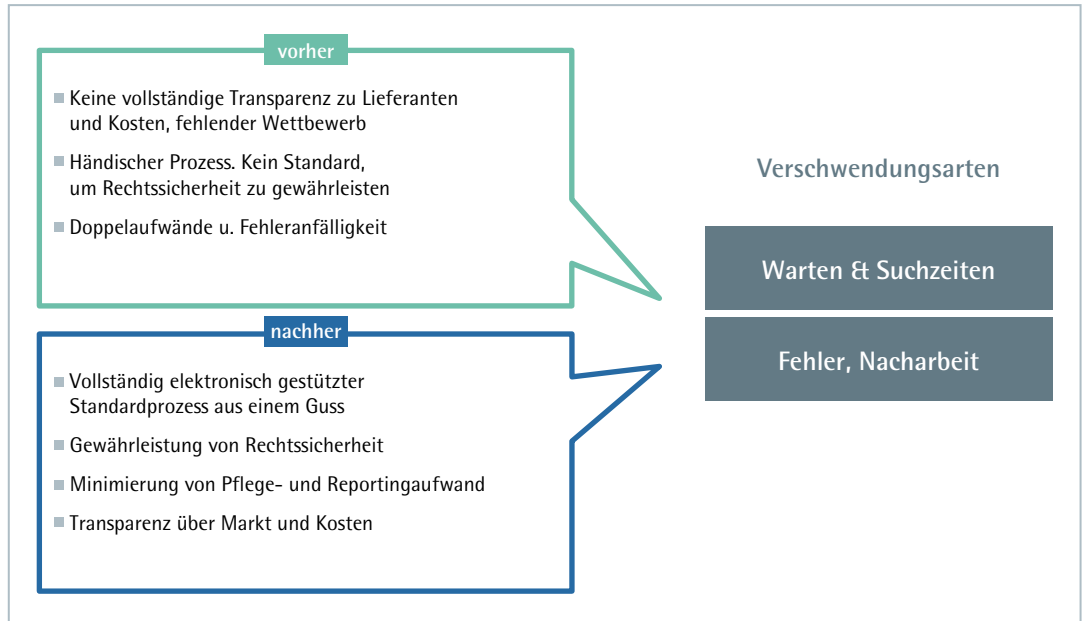 vorher
Keine vollständige Transparenz zu Lieferanten
und Kosten, fehlender Wettbewerb
Händischer Prozess. Kein Standard,
um Rechtssicherheit zu gewährleisten
Doppelaufwände u. Fehleranfälligkeit
nachher
Vollständig elektronisch gestützter
Standardprozess aus einem Guss
Gewährleistung von Rechtssicherheit
Minimierung von Pflege- und Reportingaufwand
Transparenz über Markt und Kosten
Verschwendungsarten
Warten & Suchzeiten
Fehler, Nacharbeit